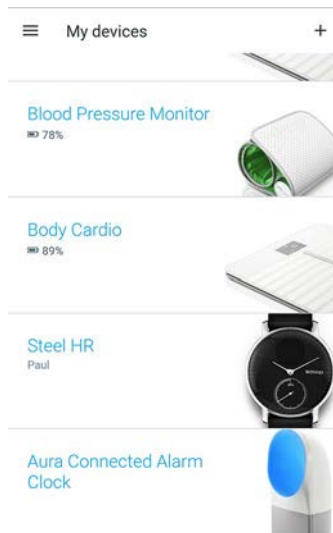 My devices
Blood Pressure Monitor
78%
Body Cardio
89%
Steel HR
Paul
Aura Connected Alarm
Clock